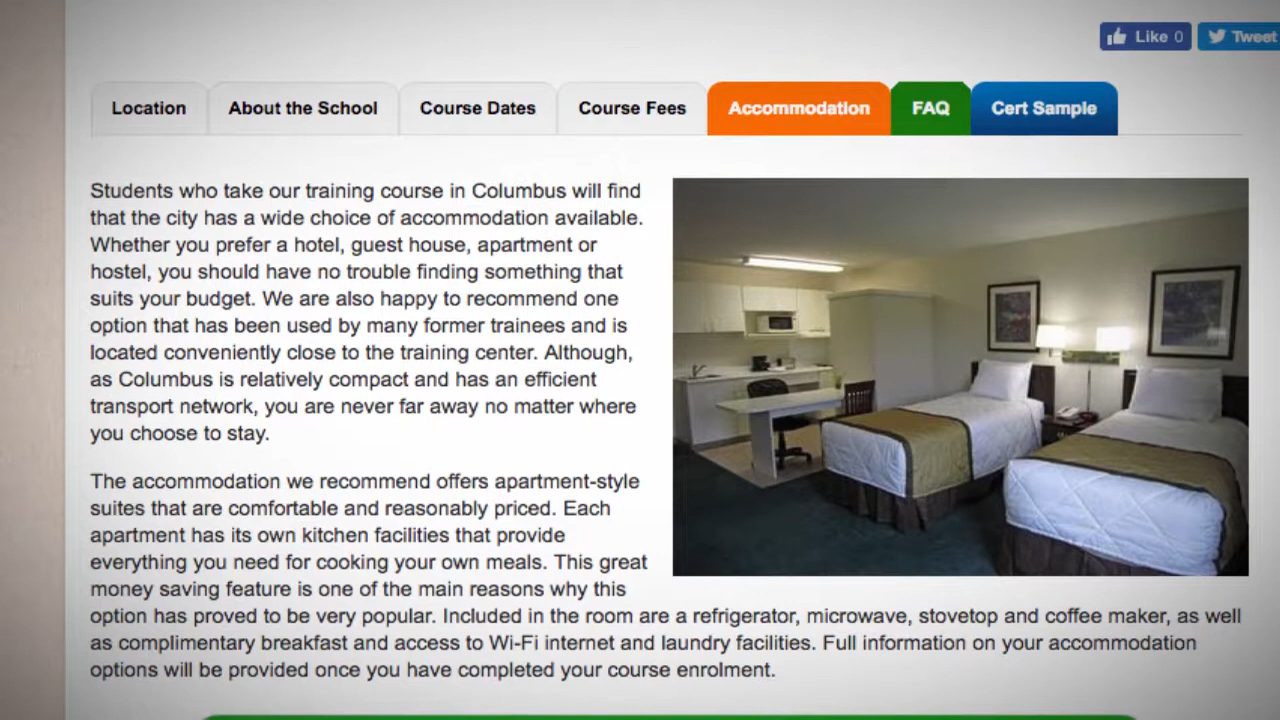 Like 0
Tweet
Location
About the School
Course Dates
Course Fees
Accommodation
FAQ
Cert Sample
Students who take our training course in Columbus will find
that the city has a wide choice of accommodation available.
Whether you prefer a hotel, guest house, apartment or
hostel, you should have no trouble finding something that
suits your budget. We are also happy to recommend one
option that has been used by many former trainees and is
located conveniently close to the training center. Although,
as Columbus is relatively compact and has an efficient
transport network, you are never far away no matter where
you choose to stay.
The accommodation we recommend offers apartment-style
suites that are comfortable and reasonably priced. Each
apartment has its own kitchen facilities that provide
everything you need for cooking your own meals. This great
money saving feature is one of the main reasons why this
option has proved to be very popular. Included in the room are a refrigerator, microwave, stovetop and coffee maker, as well
as complimentary breakfast and access to Wi-Fi internet and laundry facilities. Full information on your accommodation
options will be provided once you have completed your course enrolment.